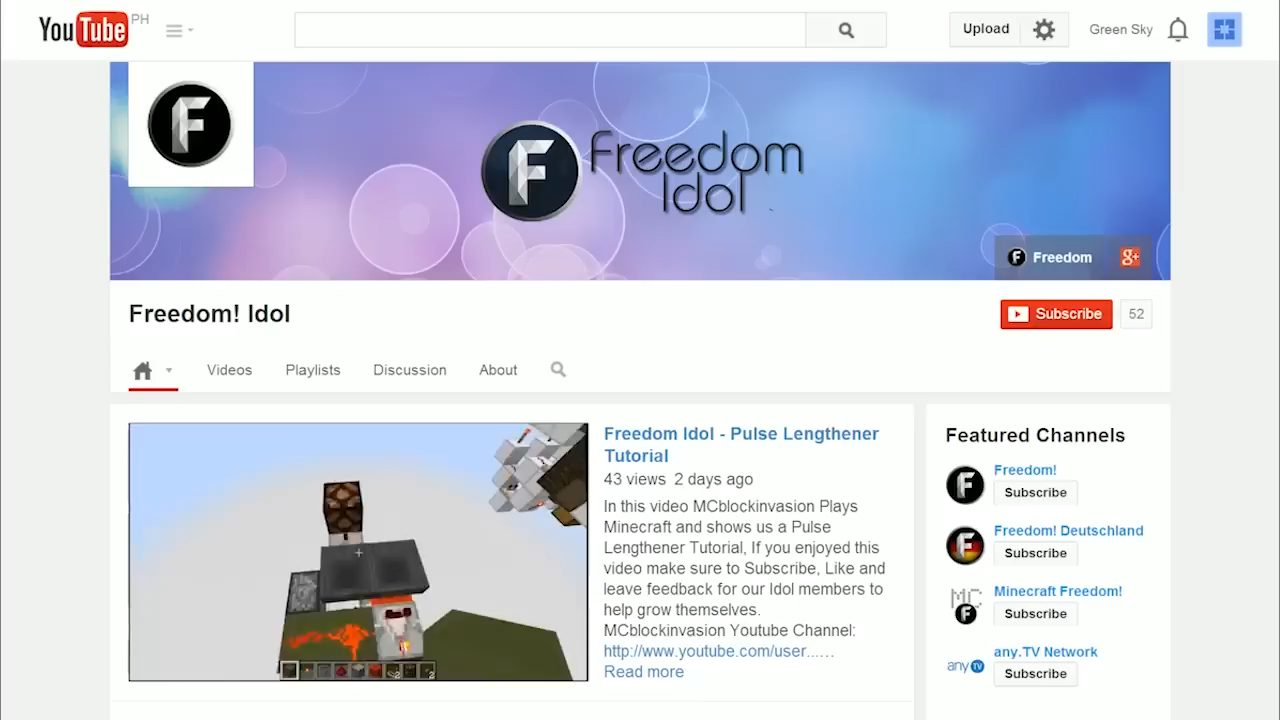 YouTube PH
Upload
Green Sky
Freedom
Idol
Freedom
g+
Freedom! Idol
Subscribe
52
Videos
Playlists
Discussion
About
Freedom Idol - Pulse Lengthener
Tutorial
43 views 2 days ago
In this video MCblockinvasion Plays
Minecraft and shows us a Pulse
Lengthener Tutorial, If you enjoyed this
video make sure to Subscribe, Like and
leave feedback for our Idol members to
help grow themselves.
MCblockinvasion Youtube Channel:
http://www.youtube.com/user...…
Read more
Featured Channels
Freedom!
Subscribe
Freedom! Deutschland
Subscribe
MC
Minecraft Freedom!
Subscribe
anyTV
any.TV Network
Subscribe